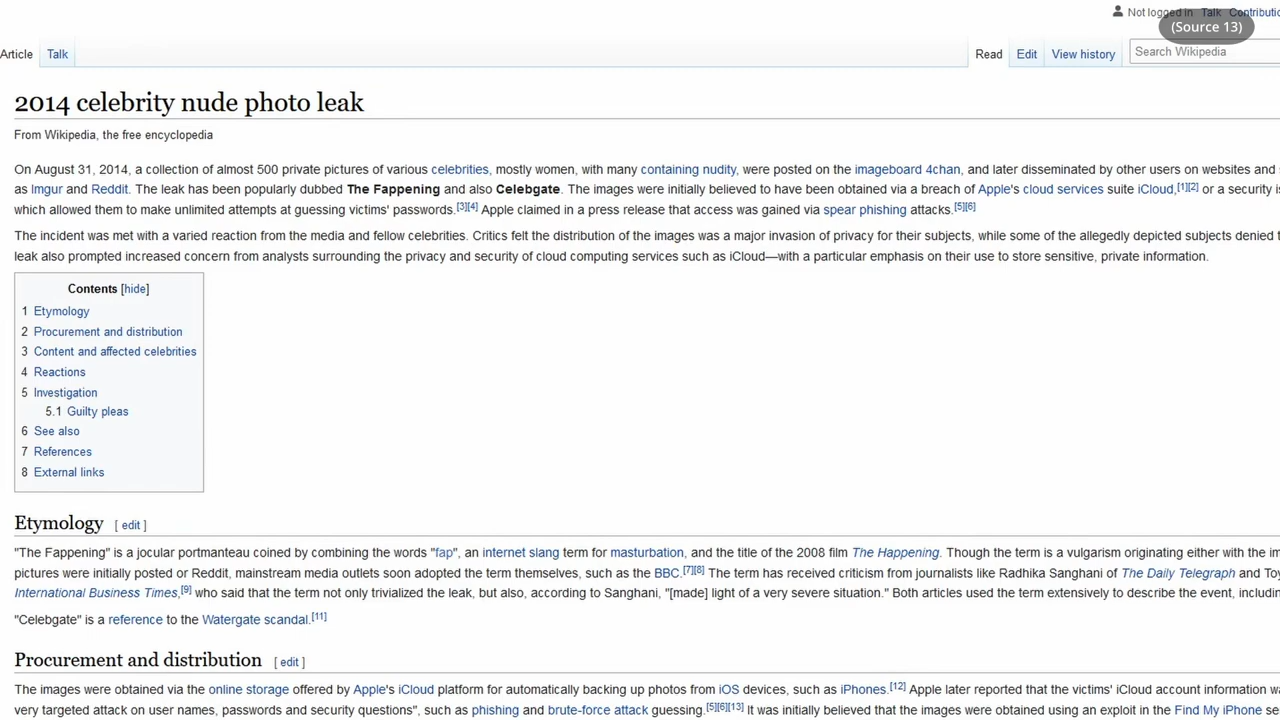 Not logged in Talk Contributio
(Source 13)
Article Talk Read Edit View history Search Wikipedia
2014 celebrity nude photo leak
From Wikipedia, the free encyclopedia
On August 31, 2014, a collection of almost 500 private pictures of various celebrities, mostly women, with many containing nudity, were posted on the imageboard 4chan, and later disseminated by other users on websites and s
as Imgur and Reddit. The leak has been popularly dubbed The Fappening and also Celebgate. The images were initially believed to have been obtained via a breach of Apple's cloud services suite iCloud,[1][2] or a security is
which allowed them to make unlimited attempts at guessing victims' passwords.[3][4] Apple claimed in a press release that access was gained via spear phishing attacks.[5][6]
The incident was met with a varied reaction from the media and fellow celebrities. Critics felt the distribution of the images was a major invasion of privacy for their subjects, while some of the allegedly depicted subjects denied t
leak also prompted increased concern from analysts surrounding the privacy and security of cloud computing services such as iCloud—with a particular emphasis on their use to store sensitive, private information.
Contents [hide]
1 Etymology
2 Procurement and distribution
3 Content and affected celebrities
4 Reactions
5 Investigation
5.1 Guilty pleas
6 See also
7 References
8 External links
Etymology [ edit ]
"The Fappening" is a jocular portmanteau coined by combining the words "fap", an internet slang term for masturbation, and the title of the 2008 film The Happening. Though the term is a vulgarism originating either with the im
pictures were initially posted or Reddit, mainstream media outlets soon adopted the term themselves, such as the BBC.[7][8] The term has received criticism from journalists like Radhika Sanghani of The Daily Telegraph and Toy
International Business Times,[9] who said that the term not only trivialized the leak, but also, according to Sanghani, "[made] light of a very severe situation." Both articles used the term extensively to describe the event, includin
"Celebgate" is a reference to the Watergate scandal.[11]
Procurement and distribution [ edit ]
The images were obtained via the online storage offered by Apple's iCloud platform for automatically backing up photos from iOS devices, such as iPhones.[12] Apple later reported that the victims' iCloud account information wa
very targeted attack on user names, passwords and security questions", such as phishing and brute-force attack guessing.[5][6][13] It was initially believed that the images were obtained using an exploit in the Find My iPhone se